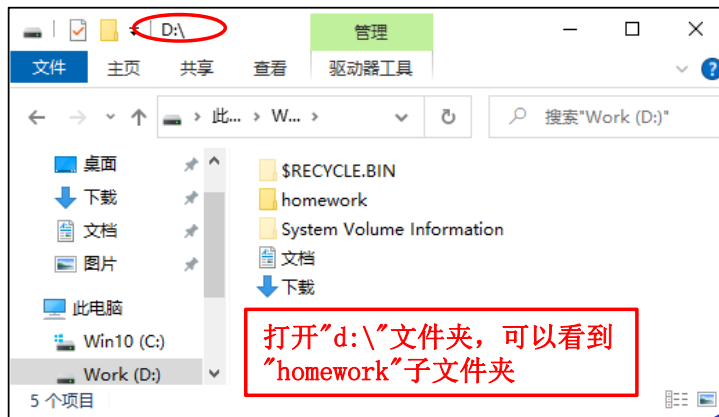 D:\
管理
文件
主页
共享
查看
驱动器工具
此...
W...
搜索"Work (D:)"
桌面
下载
文档
图片
此电脑
Win10 (C:)
Work (D:)
$RECYCLE.BIN
homework
System Volume Information
文档
下载
打开"d:\"文件夹，可以看到
"homework"子文件夹
5 个项目